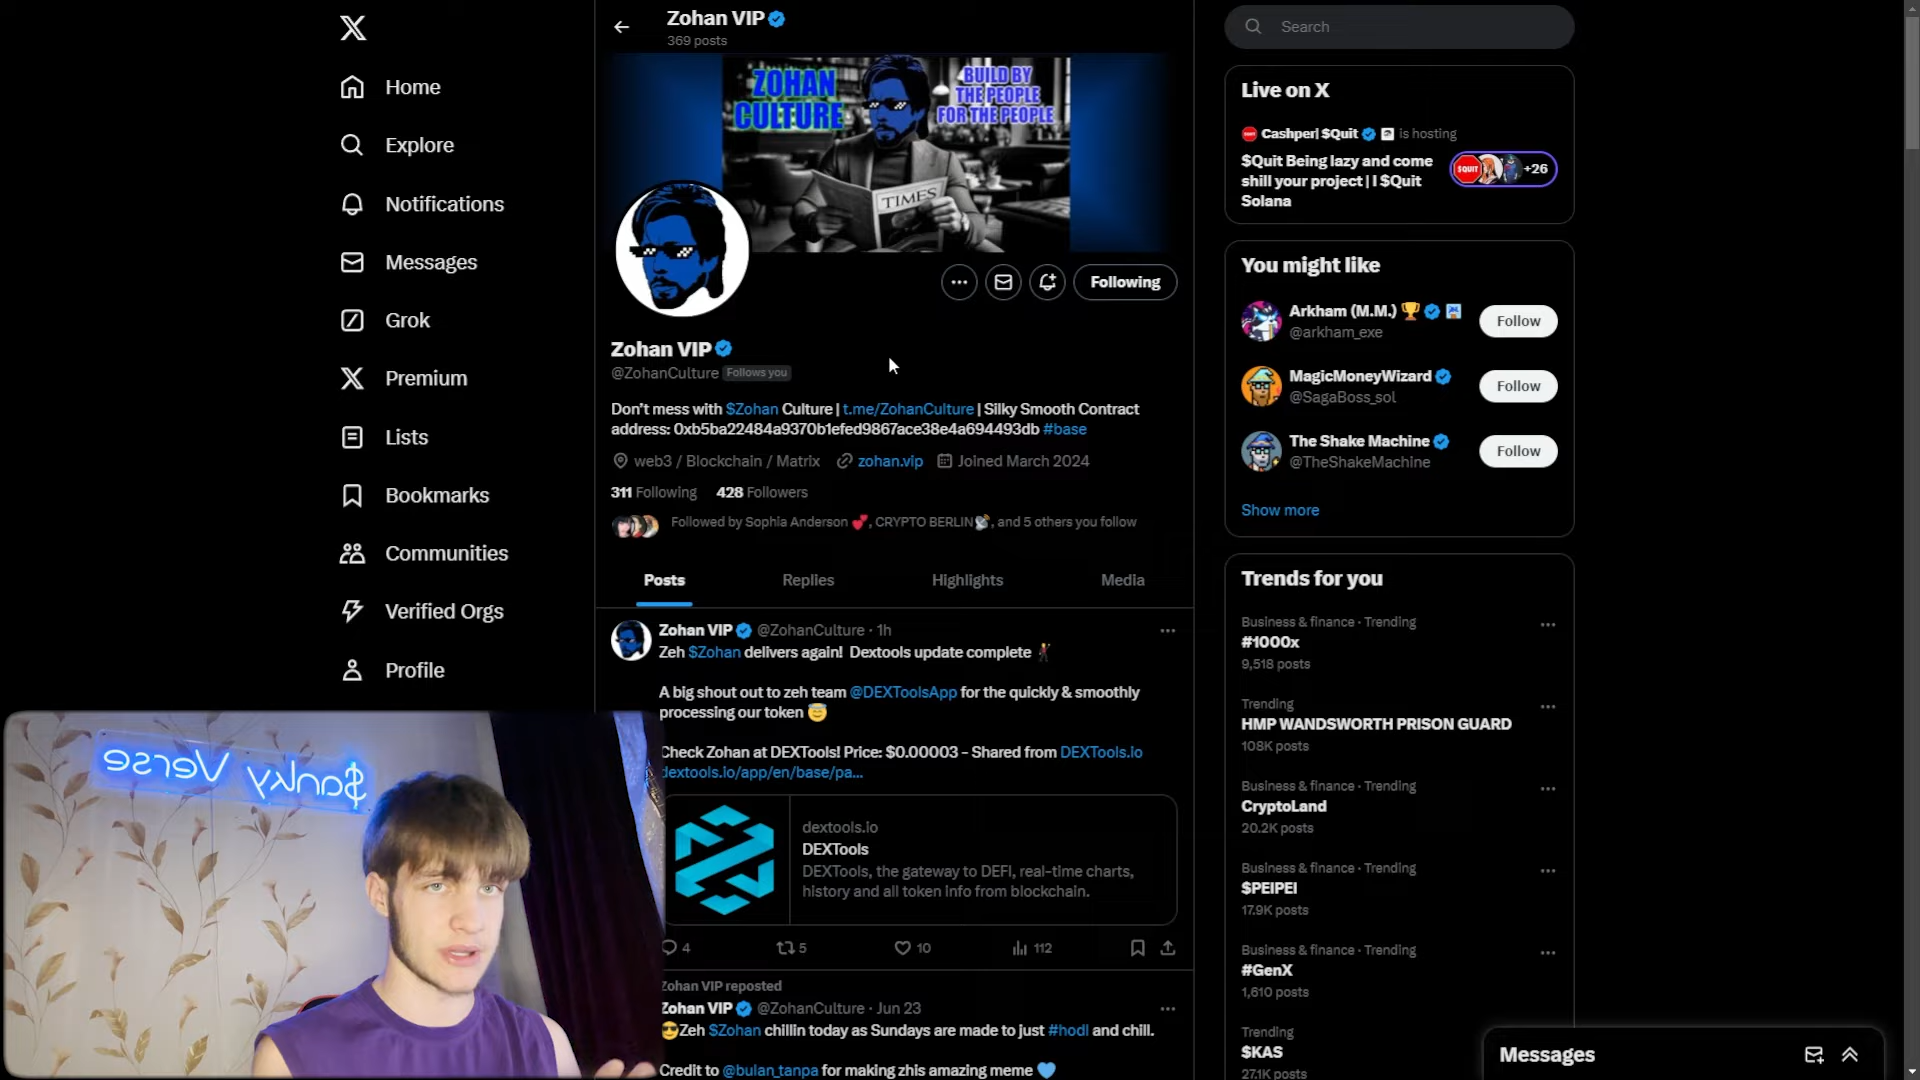 Home
Explore
Notifications
Messages
Grok
Premium
Lists
Bookmarks
Communities
Verified Orgs
Profile
$anky Verse
Zohan VIP
369 posts
ZOHAN
CULTURE
BUILD BY
THE PEOPLE
FOR THE PEOPLE
TIMES
Following
Zohan VIP
@ZohanCulture Follows you
Don't mess with $Zohan Culture | t.me/ZohanCulture | Silky Smooth Contract
address: 0xb5ba22484a9370b1efed9867ace38e4a694493db #base
web3 / Blockchain / Matrix zohan.vip Joined March 2024
311 Following 428 Followers
Followed by Sophia Anderson 💕, CRYPTO BERLIN📡, and 5 others you follow
Posts Replies Highlights Media
Zohan VIP @ZohanCulture · 1h
Zeh $Zohan delivers again! Dextools update complete 🕺
A big shout out to zeh team @DEXToolsApp for the quickly & smoothly
processing our token 😇
Check Zohan at DEXTools! Price: $0.00003 - Shared from DEXTools.io
dextools.io/app/en/base/pa...
dextools.io
DEXTools
DEXTools, the gateway to DEFI, real-time charts,
history and all token info from blockchain.
4 5 10 112
Zohan VIP reposted
Zohan VIP @ZohanCulture · Jun 23
😎Zeh $Zohan chillin today as Sundays are made to just #hodl and chill.
Credit to @bulan_tanpa for making zhis amazing meme 💙
Search
Live on X
Cashper| $Quit is hosting
$Quit Being lazy and come
shill your project | I $Quit
Solana
$QUIT
+26
You might like
Arkham (M.M.) 🏆
@arkham_exe
Follow
MagicMoneyWizard
@SagaBoss_sol
Follow
The Shake Machine
@TheShakeMachine
Follow
Show more
Trends for you
Business & finance · Trending
#1000x
9,518 posts
Trending
HMP WANDSWORTH PRISON GUARD
108K posts
Business & finance · Trending
CryptoLand
20.2K posts
Business & finance · Trending
$PEIPEI
17.9K posts
Business & finance · Trending
#GenX
1,610 posts
Trending
$KAS
27.1K posts
Messages